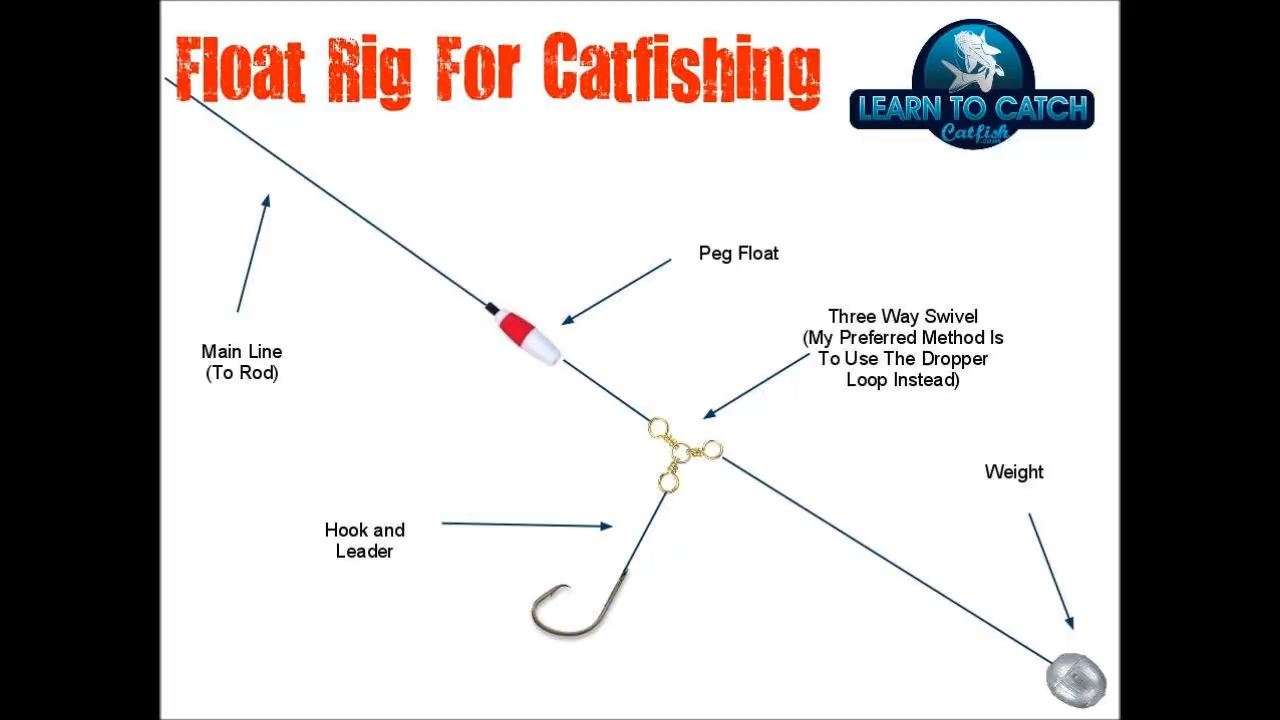 Float Rig For Catfishing
LEARN TO CATCH
Catfish.com
Peg Float
Three Way Swivel
(My Preferred Method Is
To Use The Dropper
Loop Instead)
Main Line
(To Rod)
Weight
Hook and
Leader